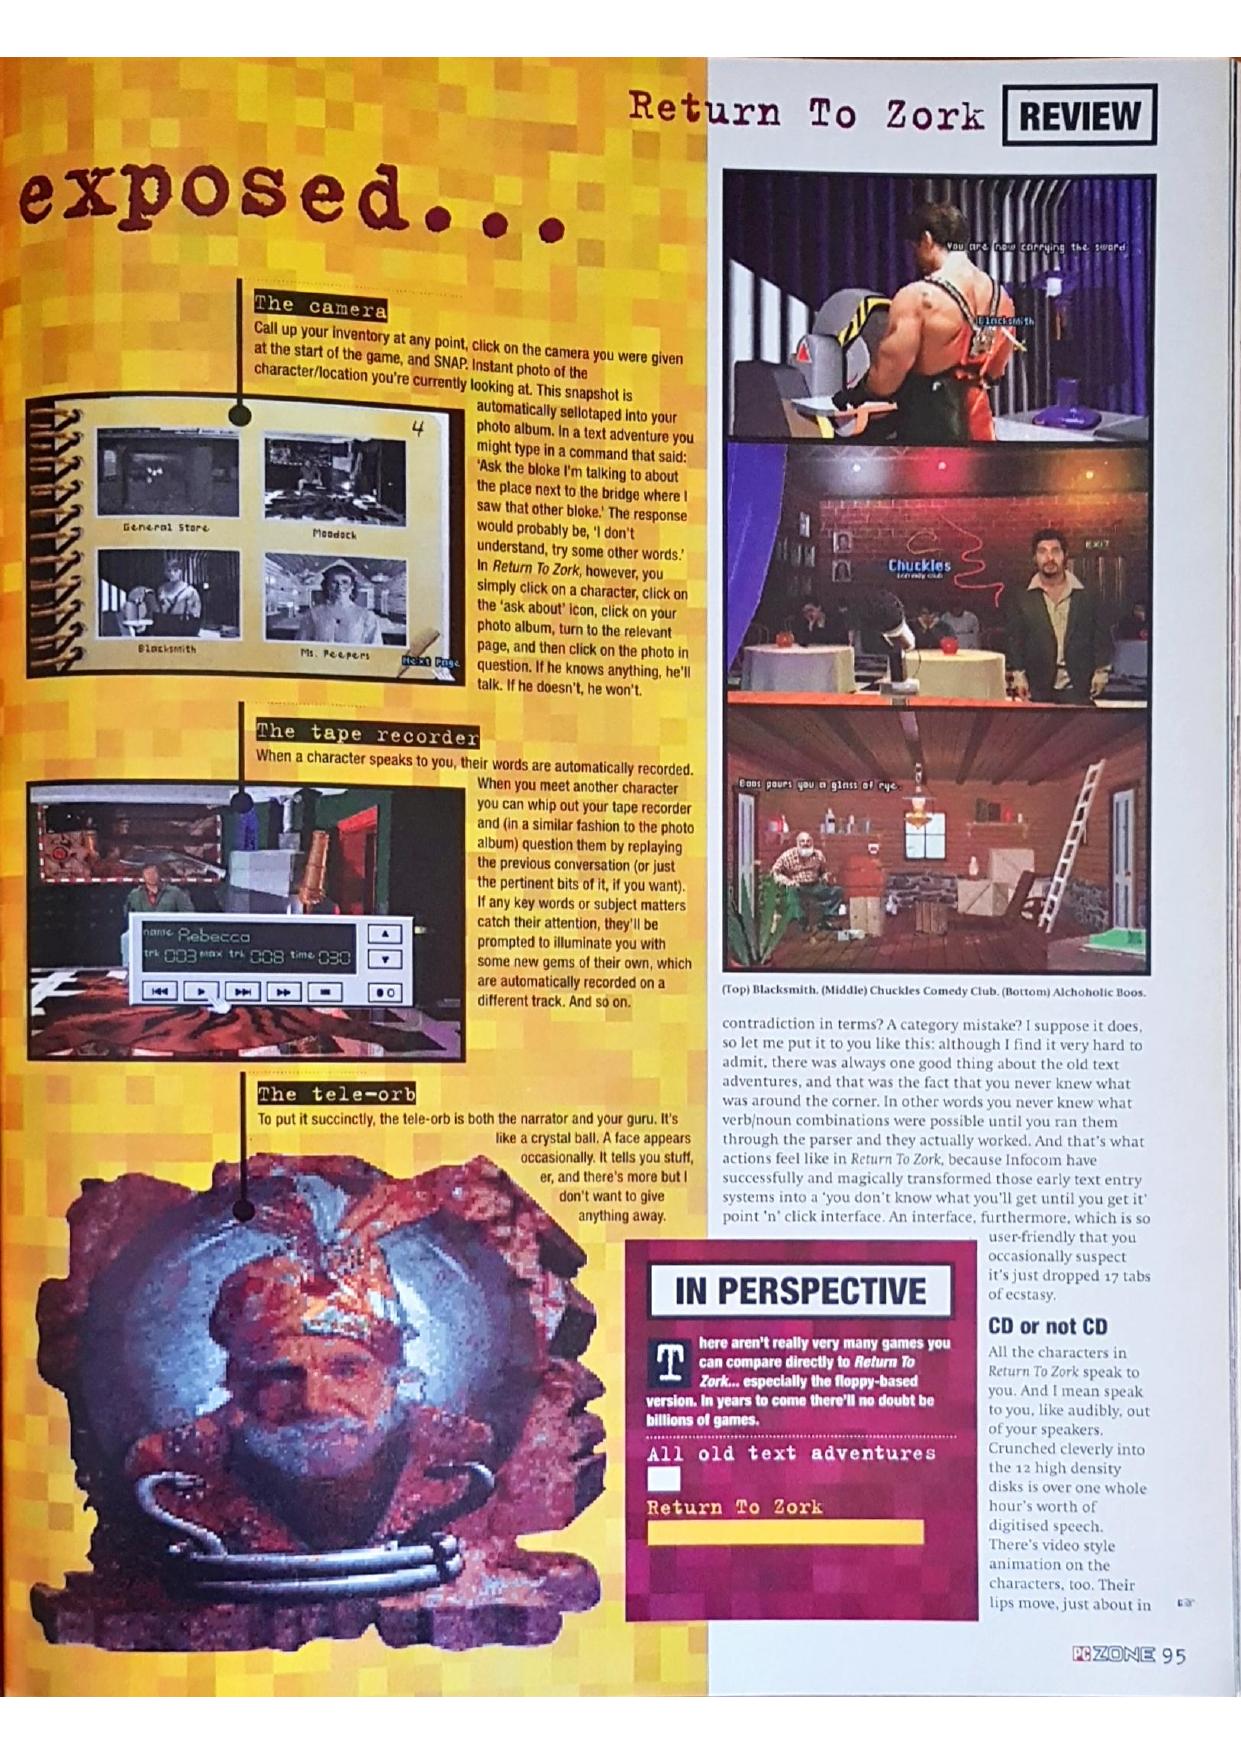 Return To Zork REVIEW
exposed...
The camera
Call up your inventory at any point, click on the camera you were given
at the start of the game, and SNAP. Instant photo of the
character/location you're currently looking at. This snapshot is
automatically sellotaped into your
photo album. In a text adventure you
might type in a command that said:
'Ask the bloke I'm talking to about
the place next to the bridge where I
saw that other bloke.' The response
would probably be, 'I don't
understand, try some other words.'
In Return To Zork, however, you
simply click on a character, click on
the 'ask about' icon, click on your
photo album, turn to the relevant
page, and then click on the photo in
question. If he knows anything, he'll
talk. If he doesn't, he won't.
4
General Store
Moodock
Blacksmith
Ms. Peepers
Next Page
The tape recorder
When a character speaks to you, their words are automatically recorded.
When you meet another character
you can whip out your tape recorder
and (in a similar fashion to the photo
album) question them by replaying
the previous conversation (or just
the pertinent bits of it, if you want).
If any key words or subject matters
catch their attention, they'll be
prompted to illuminate you with
some new gems of their own, which
are automatically recorded on a
different track. And so on.
name Rebecca
trk 003 max trk 008 time 030
The tele-orb
To put it succinctly, the tele-orb is both the narrator and your guru. It's
like a crystal ball. A face appears
occasionally. It tells you stuff,
er, and there's more but I
don't want to give
anything away.
You are now carrying the sword
Blacksmith
Chuckles
comedy club
EXIT
Boos pours you a glass of rye.
(Top) Blacksmith. (Middle) Chuckles Comedy Club. (Bottom) Alchoholic Boos.
contradiction in terms? A category mistake? I suppose it does,
so let me put it to you like this: although I find it very hard to
admit, there was always one good thing about the old text
adventures, and that was the fact that you never knew what
was around the corner. In other words you never knew what
verb/noun combinations were possible until you ran them
through the parser and they actually worked. And that's what
actions feel like in Return To Zork, because Infocom have
successfully and magically transformed those early text entry
systems into a 'you don't know what you'll get until you get it'
point 'n' click interface. An interface, furthermore, which is so
user-friendly that you
occasionally suspect
it's just dropped 17 tabs
of ecstasy.
CD or not CD
All the characters in
Return To Zork speak to
you. And I mean speak
to you, like audibly, out
of your speakers.
Crunched cleverly into
the 12 high density
disks is over one whole
hour's worth of
digitised speech.
There's video style
animation on the
characters, too. Their
lips move, just about in
IN PERSPECTIVE
There aren't really very many games you
can compare directly to Return To
Zork... especially the floppy-based
version. In years to come there'll no doubt be
billions of games.
All old text adventures
Return To Zork
PC ZONE 95